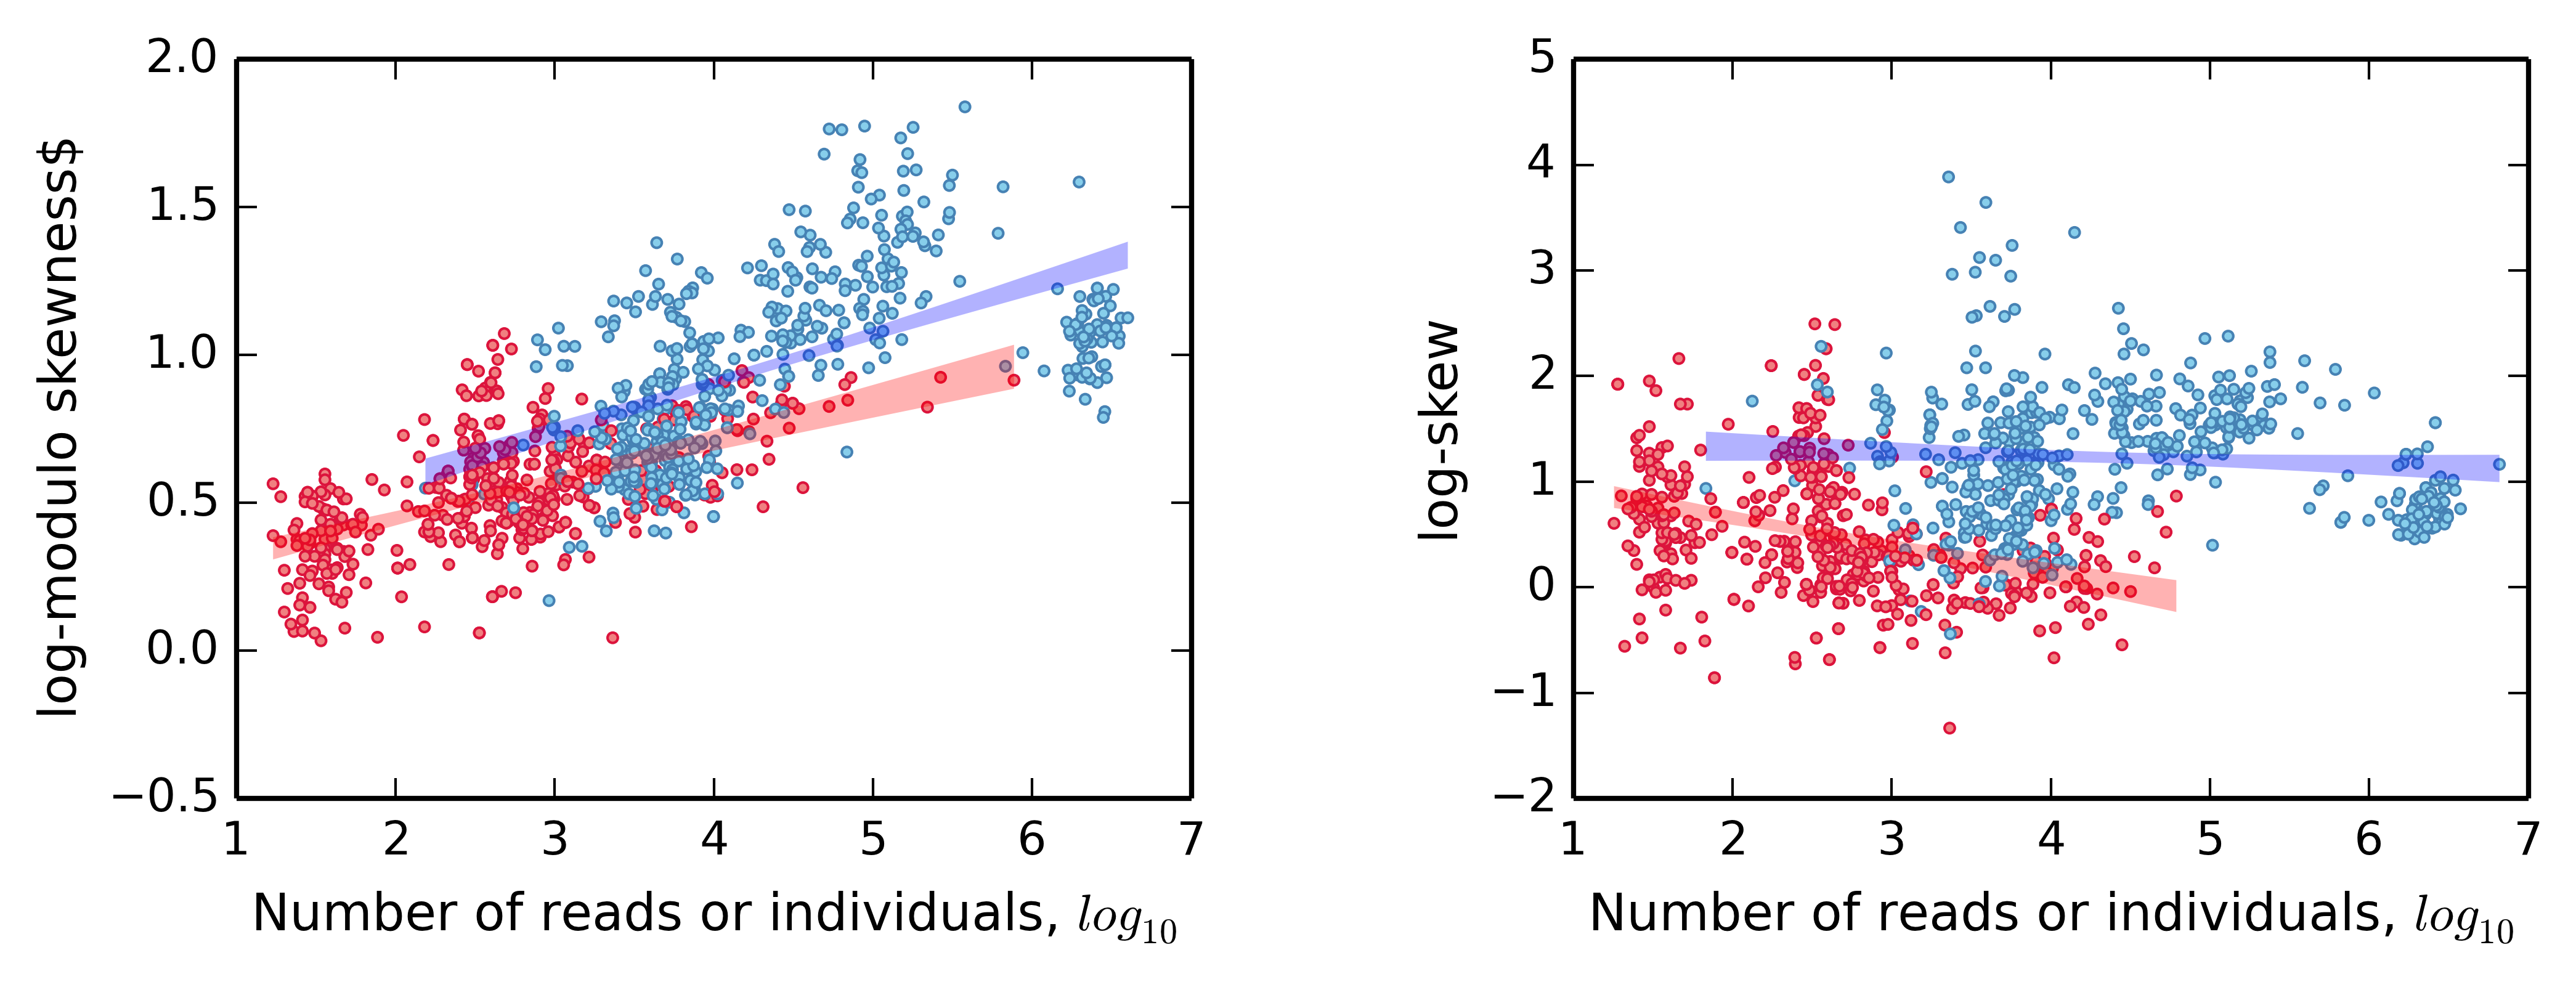 2.0
1.5
1.0
0.5
0.0
−0.5
1 2 3 4 5 6 7
log-modulo skewnesss$
Number of reads or individuals, log10
5
4
3
2
1
0
−1
−2
1 2 3 4 5 6 7
log-skew
Number of reads or individuals, log10